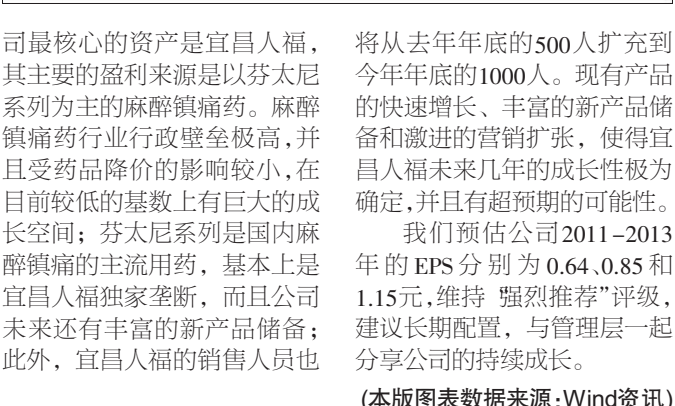 司最核心的资产是宜昌人福，
其主要的盈利来源是以芬太尼
系列为主的麻醉镇痛药。麻醉
镇痛药行业行政壁垒极高，并
且受药品降价的影响较小，在
目前较低的基数上有巨大的成
长空间；芬太尼系列是国内麻
醉镇痛的主流用药，基本上是
宜昌人福独家垄断，而且公司
未来还有丰富的新产品储备；
此外，宜昌人福的销售人员也
将从去年年底的500人扩充到
今年年底的1000人。现有产品
的快速增长、丰富的新产品储
备和激进的营销扩张，使得宜
昌人福未来几年的成长性极为
确定，并且有超预期的可能性。
我们预估公司2011-2013
年的EPS分别为0.64、0.85和
1.15元，维持“强烈推荐”评级，
建议长期配置，与管理层一起
分享公司的持续成长。
(本版图表数据来源：Wind资讯)